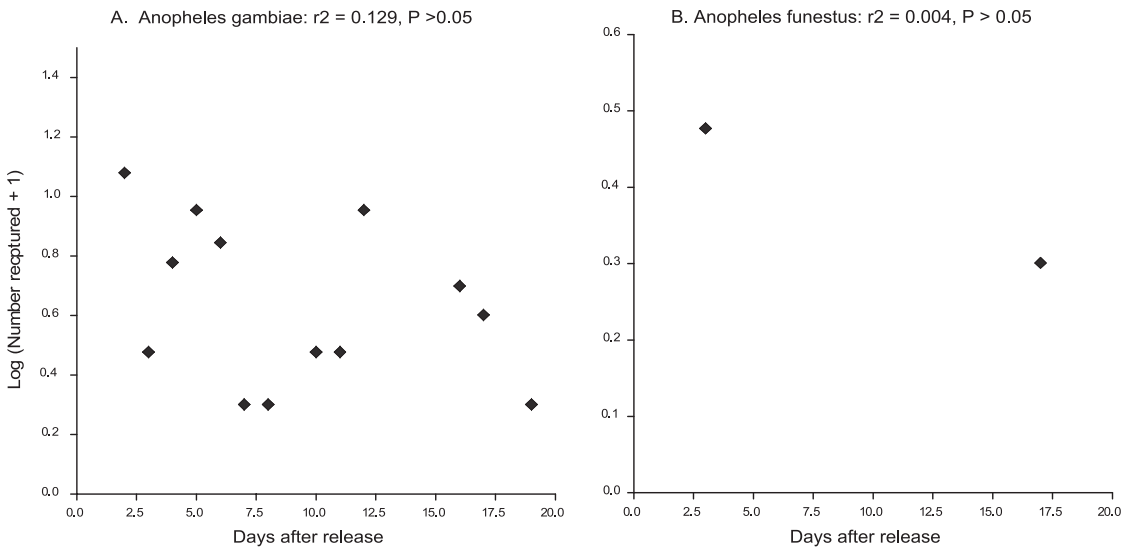 A. Anopheles gambiae: r2 = 0.129, P >0.05
Log (Number recptured + 1)
1.4
1.2
1.0
0.8
0.6
0.4
0.2
0.0
0.0 2.5 5.0 7.5 10.0 12.5 15.0 17.5 20.0
Days after release
B. Anopheles funestus: r2 = 0.004, P > 0.05
0.6
0.5
0.4
0.3
0.2
0.1
0.0
0.0 2.5 5.0 7.5 10.0 12.5 15.0 17.5 20.0
Days after release